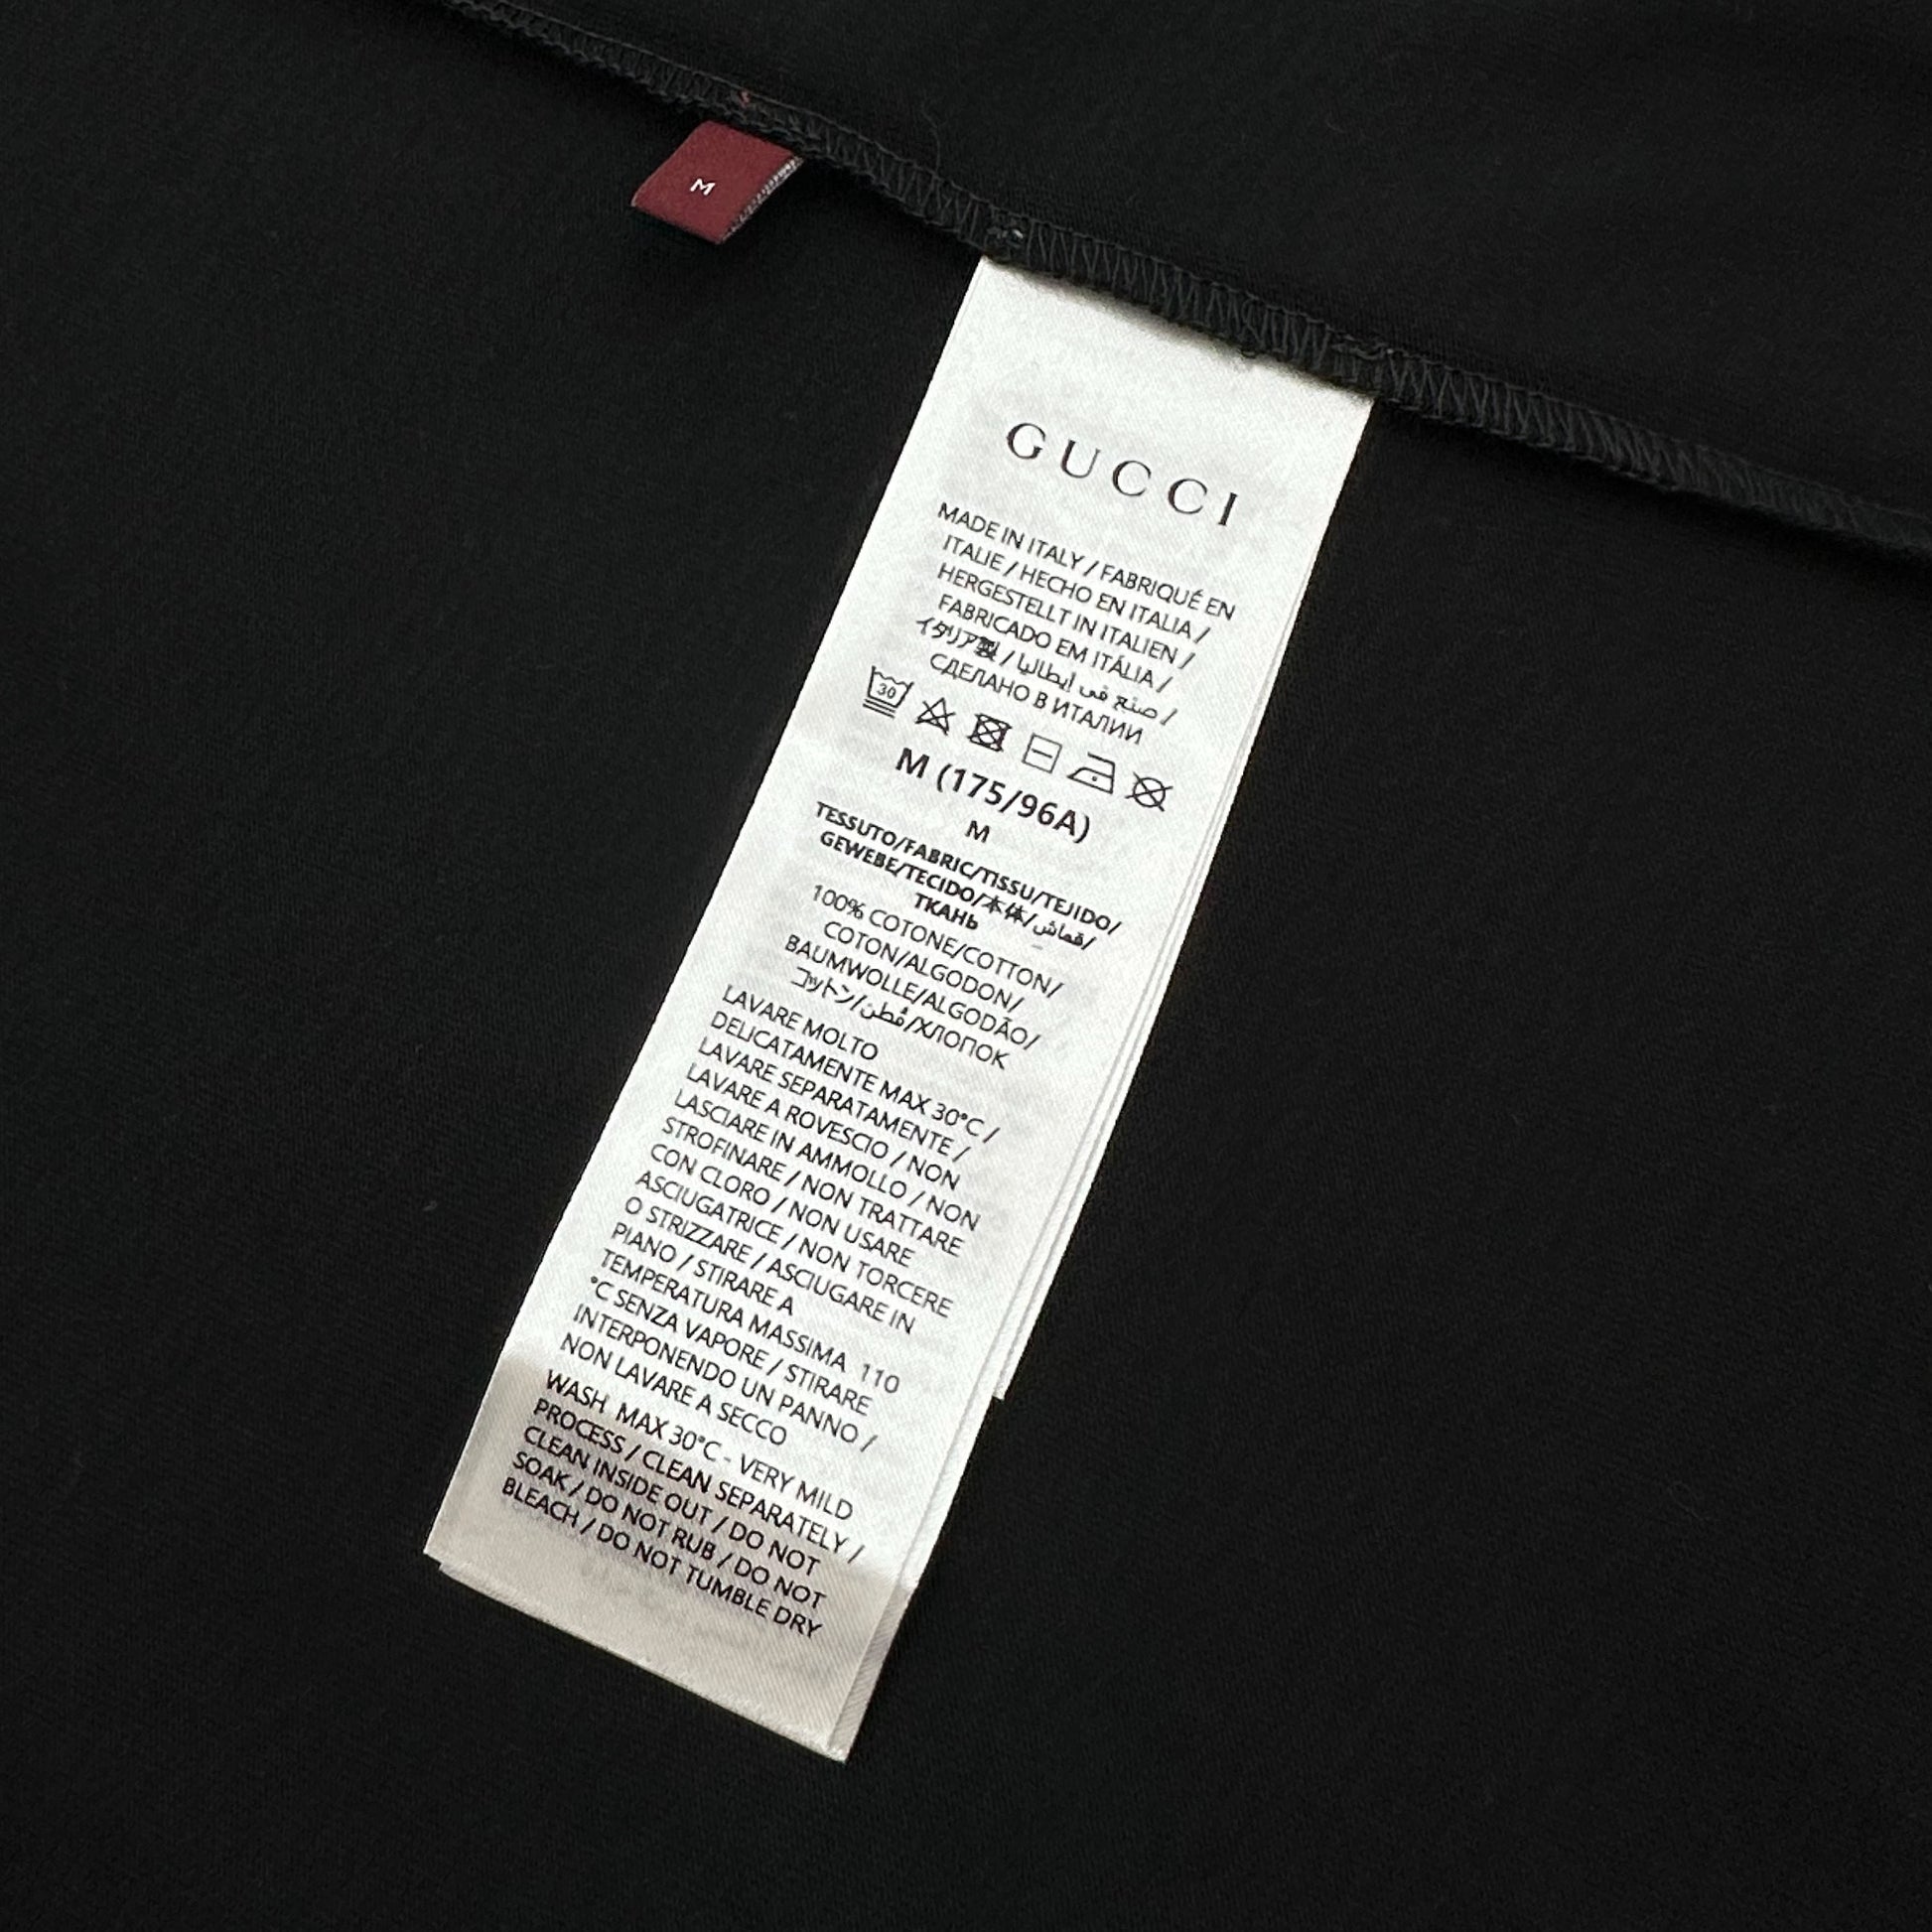 M
GUCCI
MADE IN ITALY / FABRIQUÉ EN
ITALIE / HECHO EN ITALIA /
HERGESTELLT IN ITALIEN /
FABRICADO EM ITÁLIA /
イタリア製 / صنع في إيطاليا /
СДЕЛАНО В ИТАЛИИ
30
M (175/96A)
M
TESSUTO/FABRIC/TISSU/TEJIDO/
GEWEBE/TECIDO/本体/قماش/
ТКАНЬ
100% COTONE/COTTON/
COTON/ALGODON/
BAUMWOLLE/ALGODÃO/
コットン/قُطن/ХЛОПОК
LAVARE MOLTO
DELICATAMENTE MAX 30°C /
LAVARE SEPARATAMENTE /
LAVARE A ROVESCIO / NON
LASCIARE IN AMMOLLO / NON
STROFINARE / NON TRATTARE
CON CLORO / NON USARE
ASCIUGATRICE / NON TORCERE
O STRIZZARE / ASCIUGARE IN
PIANO / STIRARE A
TEMPERATURA MASSIMA 110
°C SENZA VAPORE / STIRARE
INTERPONENDO UN PANNO /
NON LAVARE A SECCO
WASH MAX 30°C - VERY MILD
PROCESS / CLEAN SEPARATELY /
CLEAN INSIDE OUT / DO NOT
SOAK / DO NOT RUB / DO NOT
BLEACH / DO NOT TUMBLE DRY